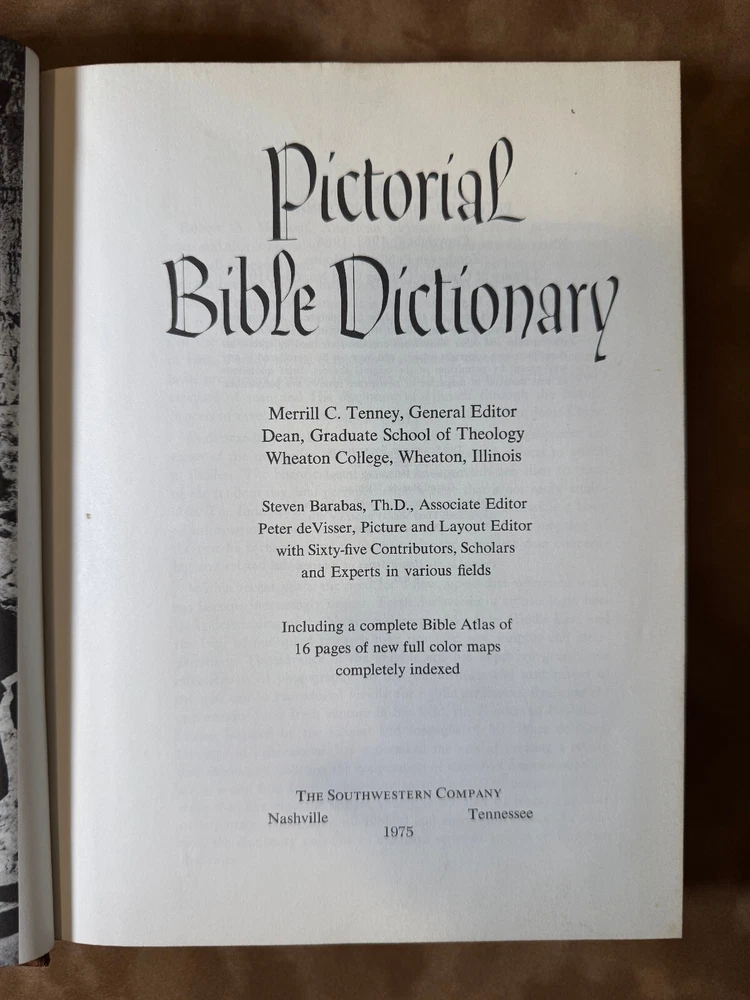 Pictorial
Bible Dictionary
Merrill C. Tenney, General Editor
Dean, Graduate School of Theology
Wheaton College, Wheaton, Illinois
Steven Barabas, Th.D., Associate Editor
Peter deVisser, Picture and Layout Editor
with Sixty-five Contributors, Scholars
and Experts in various fields
Including a complete Bible Atlas of
16 pages of new full color maps
completely indexed
THE SOUTHWESTERN COMPANY
Nashville Tennessee
1975